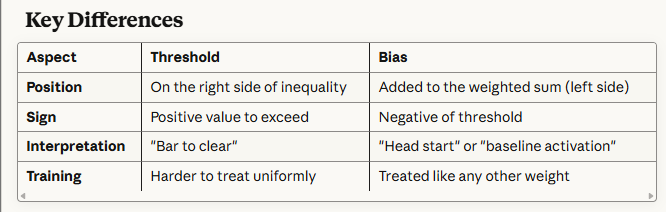 Key Differences
Aspect Threshold Bias
Position On the right side of inequality Added to the weighted sum (left side)
Sign Positive value to exceed Negative of threshold
Interpretation "Bar to clear" "Head start" or "baseline activation"
Training Harder to treat uniformly Treated like any other weight